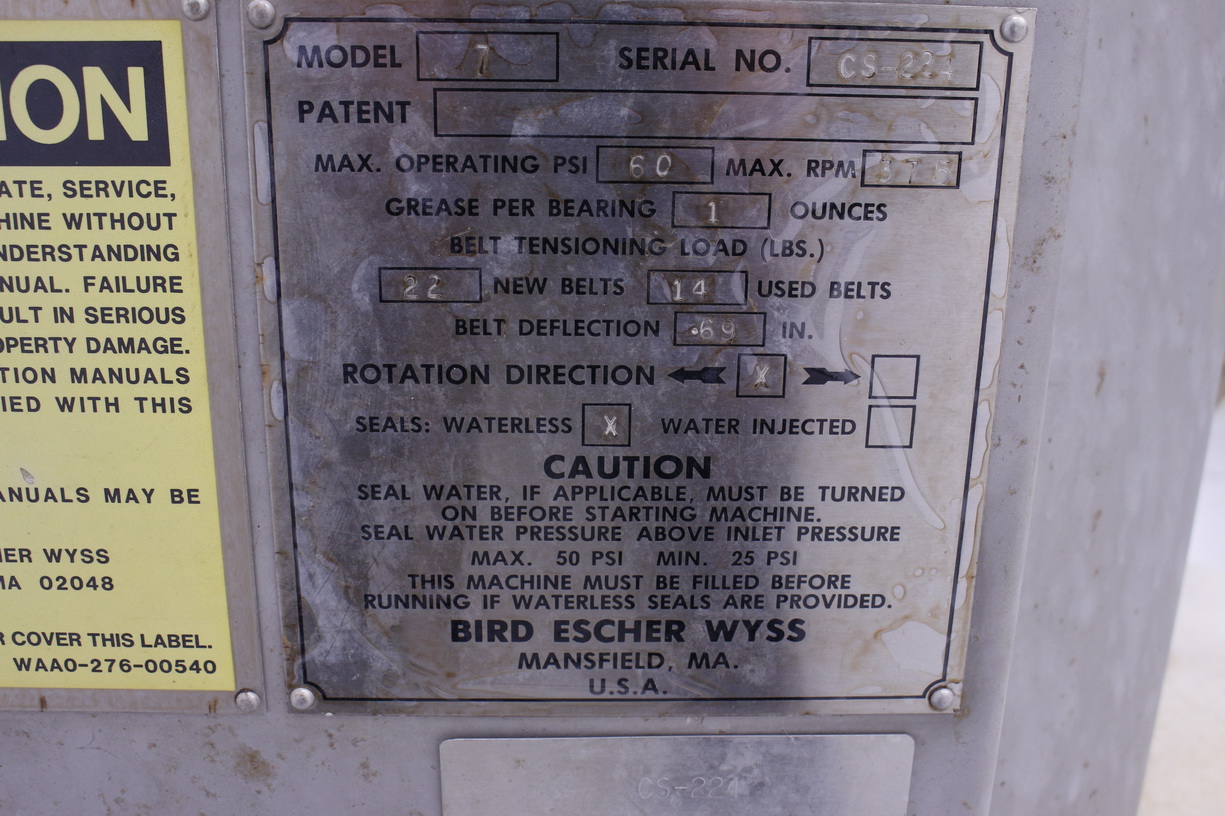 ION
ATE, SERVICE,
HINE WITHOUT
NDERSTANDING
NUAL. FAILURE
ULT IN SERIOUS
OPERTY DAMAGE.
TION MANUALS
IED WITH THIS
ANUALS MAY BE
HER WYSS
MA 02048
R COVER THIS LABEL.
WAA0-276-00540
MODEL 7 SERIAL NO.
PATENT
MAX. OPERATING PSI 60 MAX. RPM
GREASE PER BEARING 1 OUNCES
BELT TENSIONING LOAD (LBS.)
22 NEW BELTS 14 USED BELTS
BELT DEFLECTION .69 IN.
ROTATION DIRECTION ← X →
SEALS: WATERLESS X WATER INJECTED
CAUTION
SEAL WATER, IF APPLICABLE, MUST BE TURNED
ON BEFORE STARTING MACHINE.
SEAL WATER PRESSURE ABOVE INLET PRESSURE
MAX. 50 PSI MIN. 25 PSI
THIS MACHINE MUST BE FILLED BEFORE
RUNNING IF WATERLESS SEALS ARE PROVIDED.
BIRD ESCHER WYSS
MANSFIELD, MA.
U.S.A.